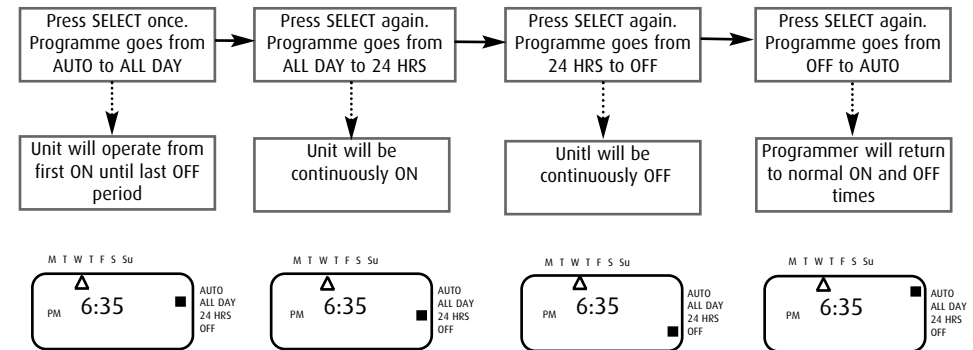 Press SELECT once.
Programme goes from
AUTO to ALL DAY
Press SELECT again.
Programme goes from
ALL DAY to 24 HRS
Press SELECT again.
Programme goes from
24 HRS to OFF
Press SELECT again.
Programme goes from
OFF to AUTO
Unit will operate from
first ON until last OFF
period
Unit will be
continuously ON
Unitl will be
continuously OFF
Programmer will return
to normal ON and OFF
times
M T W T F S Su
PM 6:35
AUTO
ALL DAY
24 HRS
OFF
M T W T F S Su
PM 6:35
AUTO
ALL DAY
24 HRS
OFF
M T W T F S Su
PM 6:35
AUTO
ALL DAY
24 HRS
OFF
M T W T F S Su
PM 6:35
AUTO
ALL DAY
24 HRS
OFF